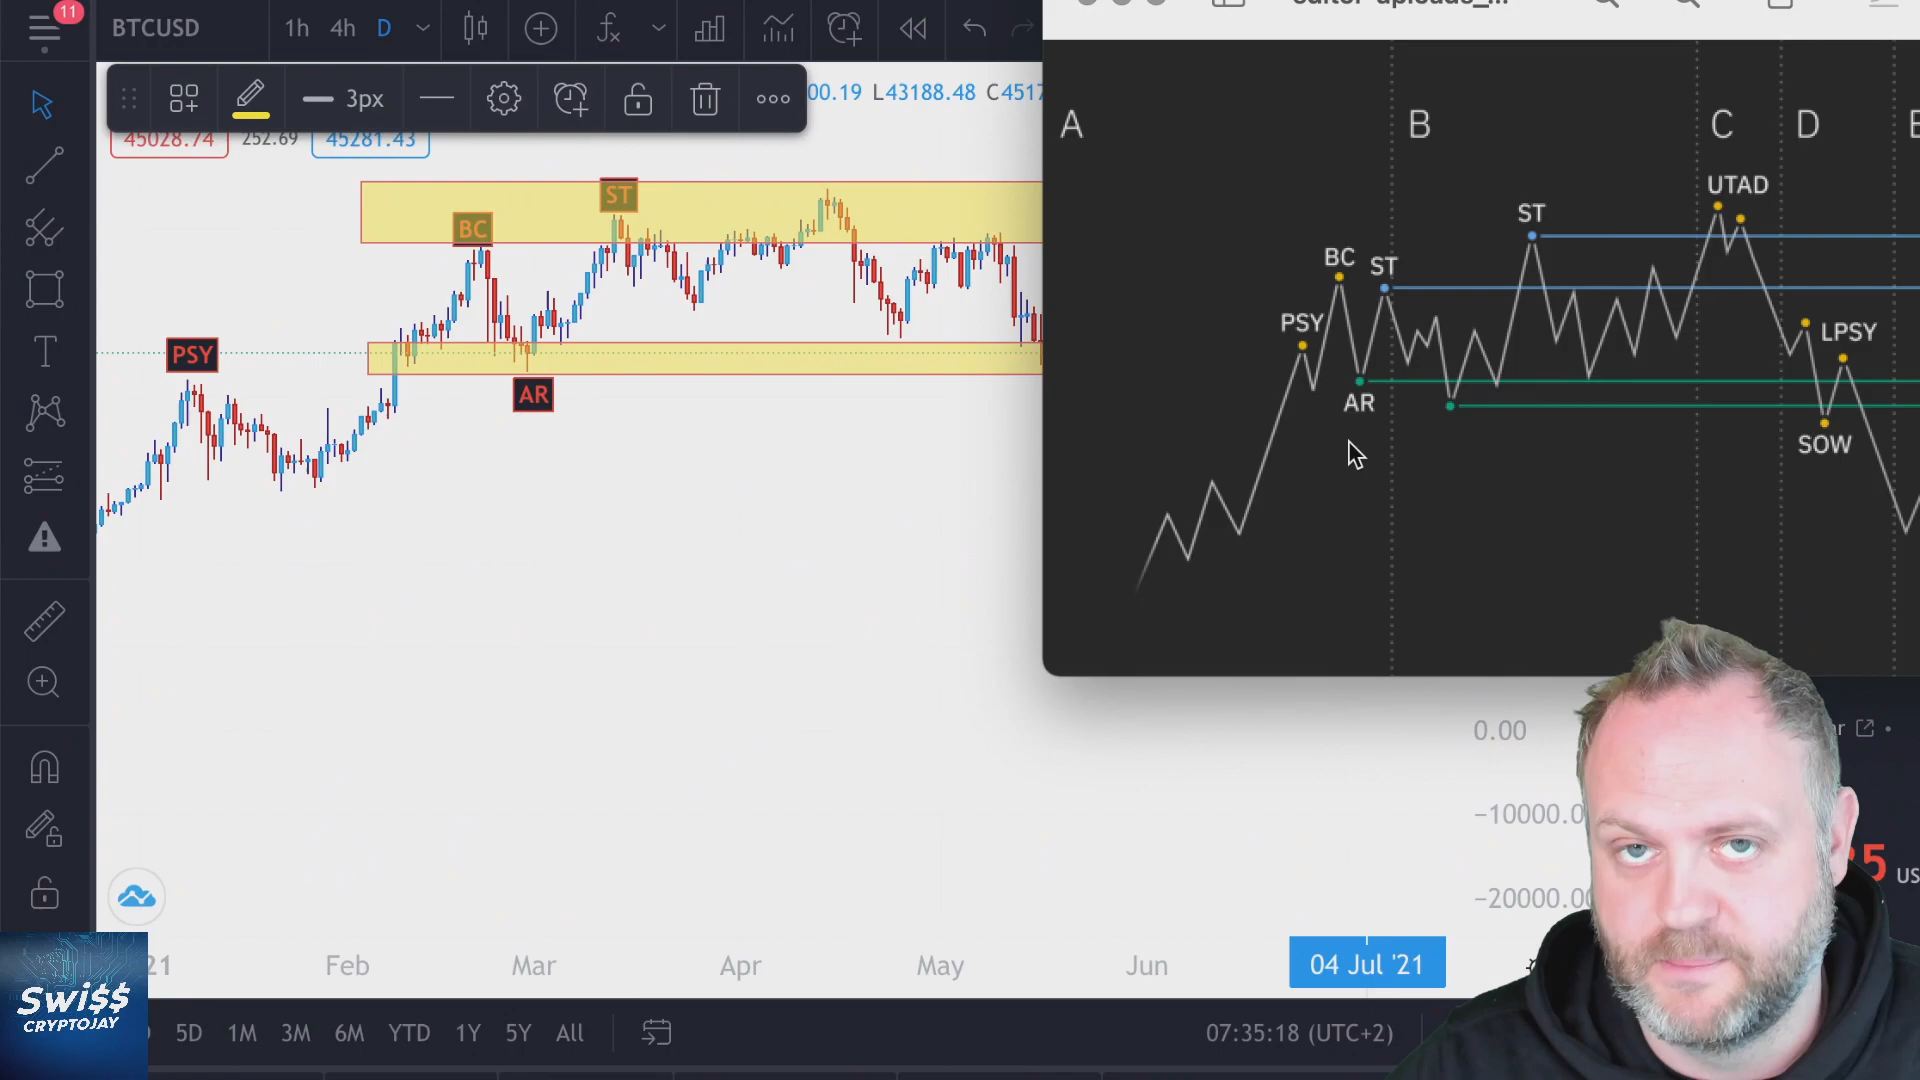 11
BTCUSD
1h 4h D
3px
00.19 L43188.48 C4517
45028.74 252.69 45281.43
PSY
BC
ST
AR
A B C D
PSY
BC
ST
AR
ST
UTAD
LPSY
SOW
0.00
−10000.0
−20000.0
5 US
21 Feb Mar Apr May Jun 04 Jul '21
5D 1M 3M 6M YTD 1Y 5Y All
07:35:18 (UTC+2)
Swi$$
CRYPTOJAY